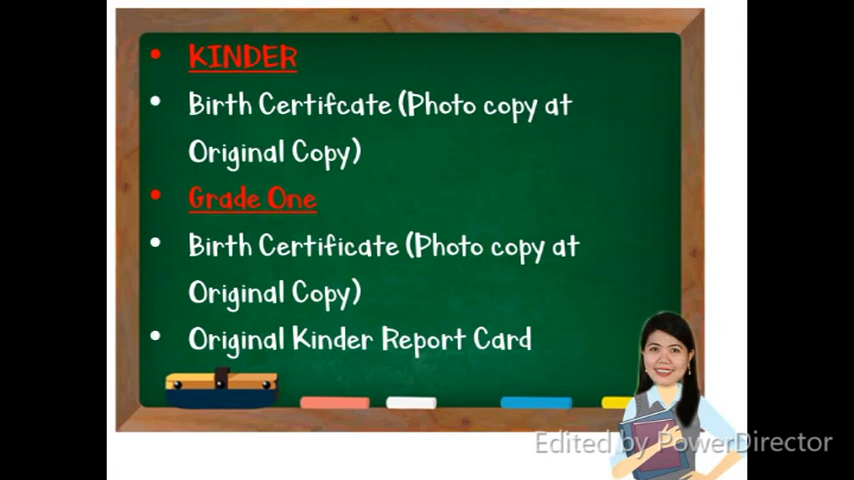 KINDER
Birth Certifcate (Photo copy at
Original Copy)
Grade One
Birth Certificate (Photo copy at
Original Copy)
Original Kinder Report Card
Edited by PowerDirector